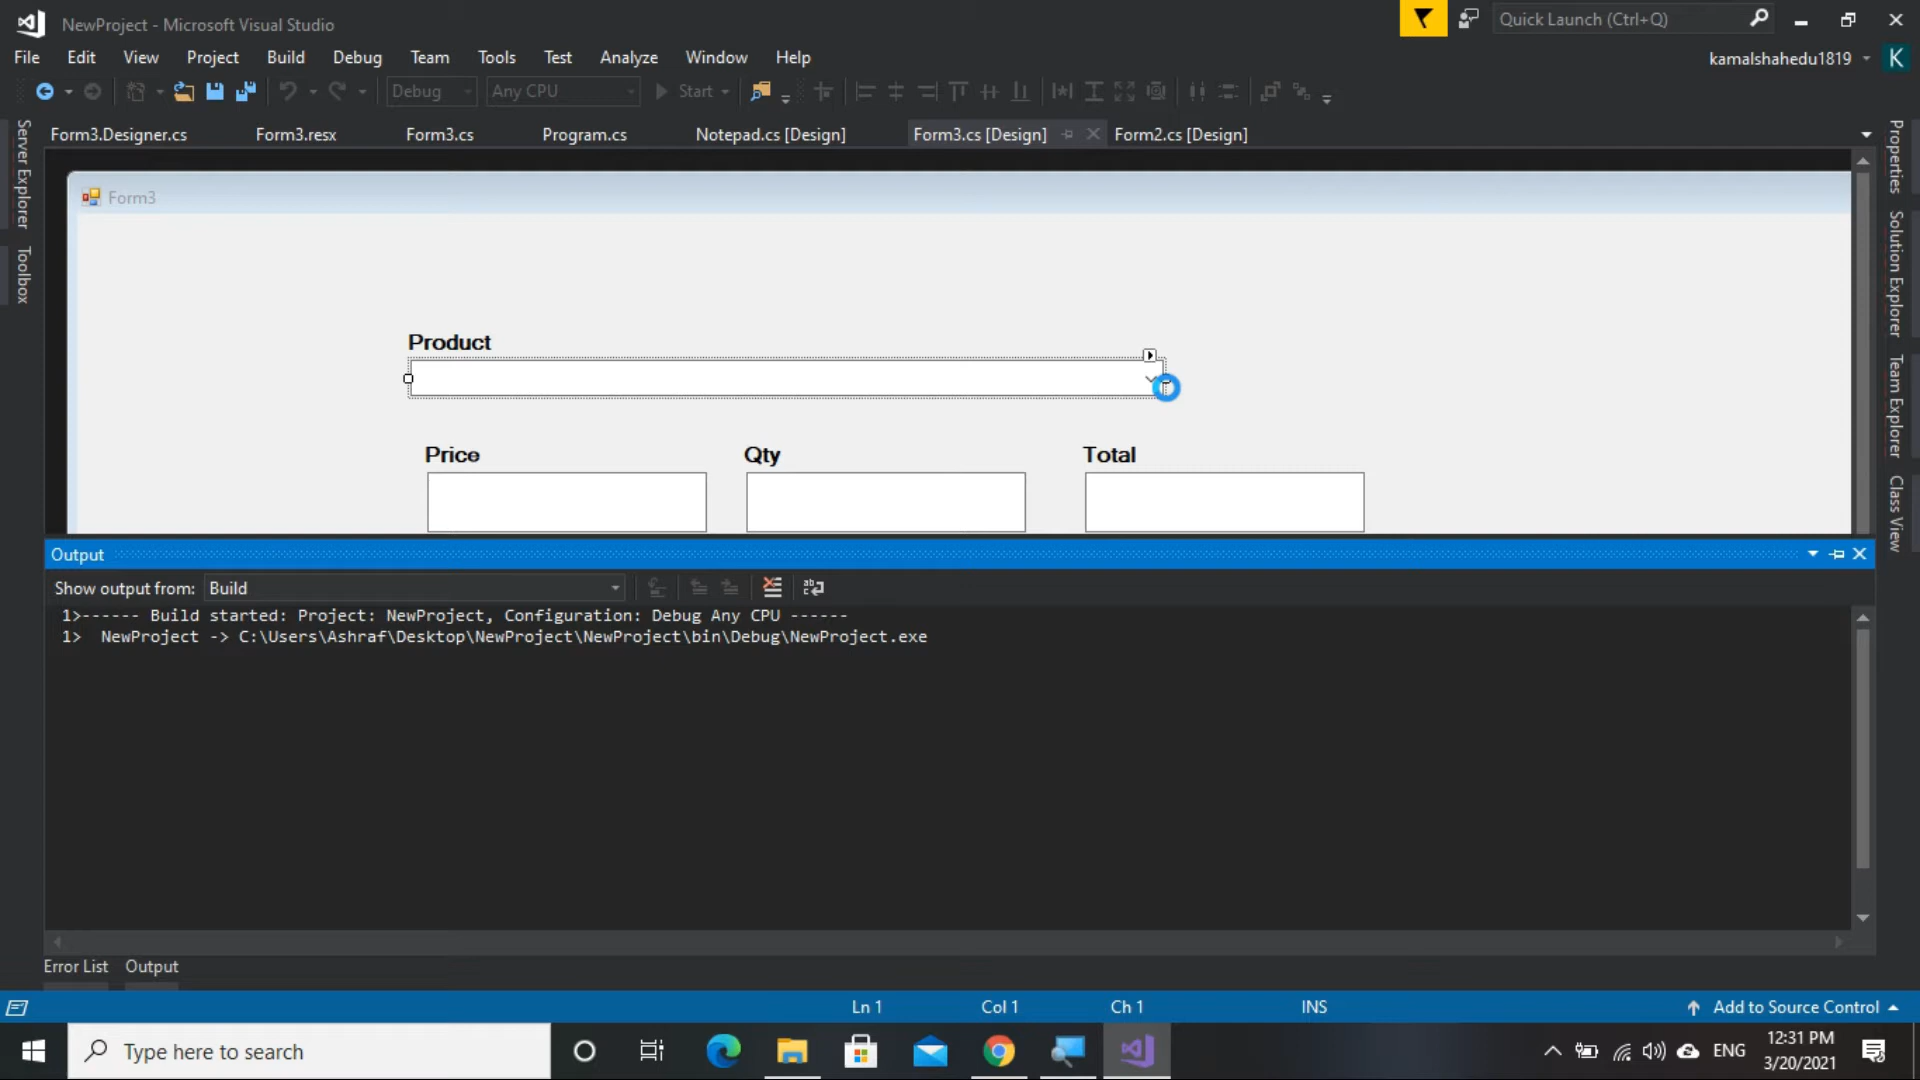 NewProject - Microsoft Visual Studio
Quick Launch (Ctrl+Q)
File Edit View Project Build Debug Team Tools Test Analyze Window Help
kamalshahedu1819 K
Debug Any CPU Start
Form3.Designer.cs Form3.resx Form3.cs Program.cs Notepad.cs [Design] Form3.cs [Design] Form2.cs [Design]
Server Explorer
Toolbox
Properties
Solution Explorer
Team Explorer
Class View
Form3
Product
Price Qty Total
Output
Show output from: Build
1>------ Build started: Project: NewProject, Configuration: Debug Any CPU ------
1> NewProject -> C:\Users\Ashraf\Desktop\NewProject\NewProject\bin\Debug\NewProject.exe
Error List Output
Ln 1 Col 1 Ch 1 INS Add to Source Control
Type here to search
ENG
12:31 PM
3/20/2021